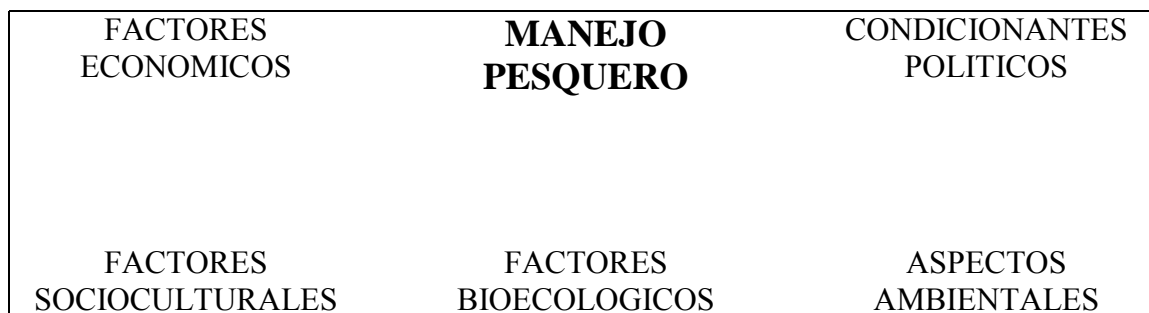 FACTORES
ECONOMICOS
MANEJO
PESQUERO
CONDICIONANTES
POLITICOS
FACTORES
SOCIOCULTURALES
FACTORES
BIOECOLOGICOS
ASPECTOS
AMBIENTALES